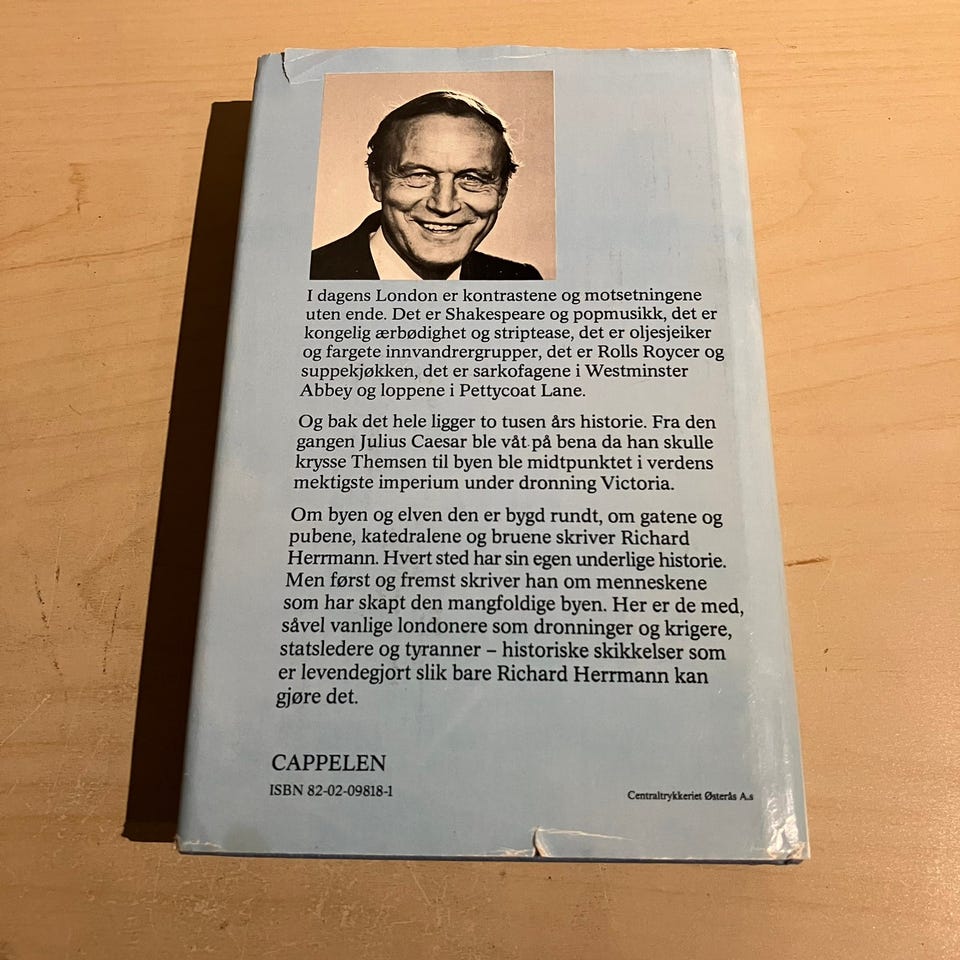 I dagens London er kontrastene og motsetningene
uten ende. Det er Shakespeare og popmusikk, det er
kongelig ærbødighet og striptease, det er oljesjeiker
og fargete innvandrergrupper, det er Rolls Roycer og
suppekjøkken, det er sarkofagene i Westminster
Abbey og loppene i Pettycoat Lane.
Og bak det hele ligger to tusen års historie. Fra den
gangen Julius Caesar ble våt på bena da han skulle
krysse Themsen til byen ble midtpunktet i verdens
mektigste imperium under dronning Victoria.
Om byen og elven den er bygd rundt, om gatene og
pubene, katedralene og bruene skriver Richard
Herrmann. Hvert sted har sin egen underlige historie.
Men først og fremst skriver han om menneskene
som har skapt den mangfoldige byen. Her er de med,
såvel vanlige londonere som dronninger og krigere,
statsledere og tyranner – historiske skikkelser som
er levendegjort slik bare Richard Herrmann kan
gjøre det.
CAPPELEN
ISBN 82-02-09818-1
Centraltrykkeriet Østerås A.s